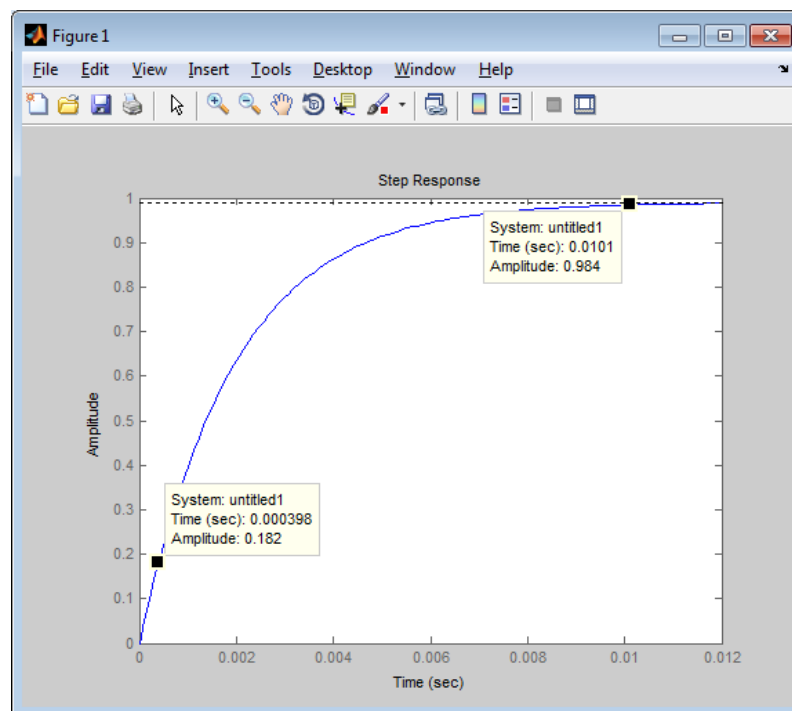 Figure 1
File Edit View Insert Tools Desktop Window Help
Step Response
1
0.9
0.8
0.7
0.6
0.5
0.4
0.3
0.2
0.1
0
Amplitude
System: untitled1
Time (sec): 0.0101
Amplitude: 0.984
System: untitled1
Time (sec): 0.000398
Amplitude: 0.182
0 0.002 0.004 0.006 0.008 0.01 0.012
Time (sec)